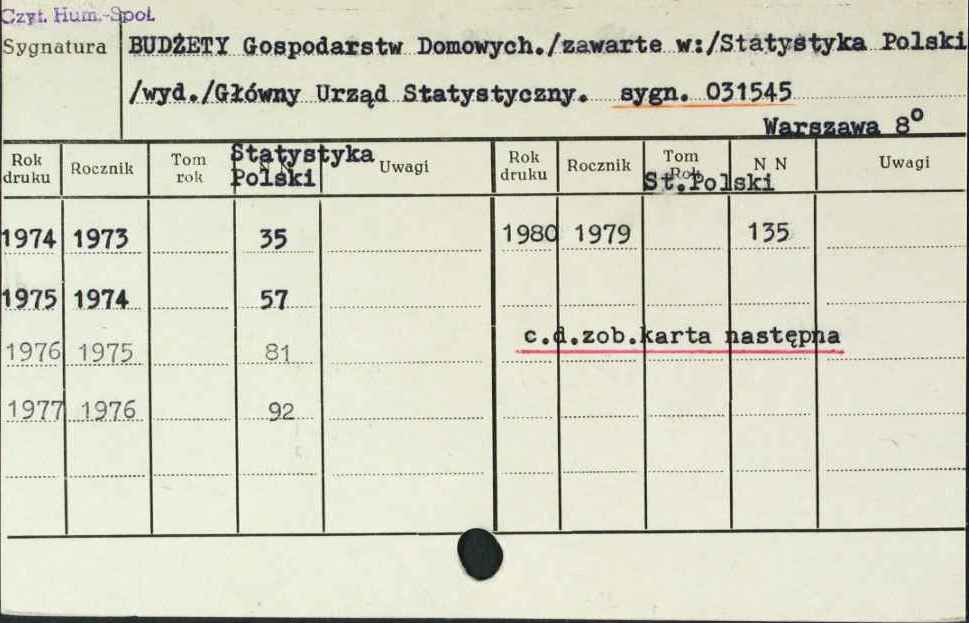 Czyt. Hum.-Społ.
Sygnatura BUDŻETY Gospodarstw Domowych./zawarte w:/Statystyka Polski
/wyd./Główny Urząd Statystyczny. sygn. 031545
Warszawa 8°
Rok druku Rocznik Tom rok Statystyka Polski Uwagi Rok druku Rocznik Tom Rok St.Polski N N Uwagi
1974 1973 35 1980 1979 135
1975 1974 57
c.d.zob.karta następna
1976 1975 81
1977 1976 92